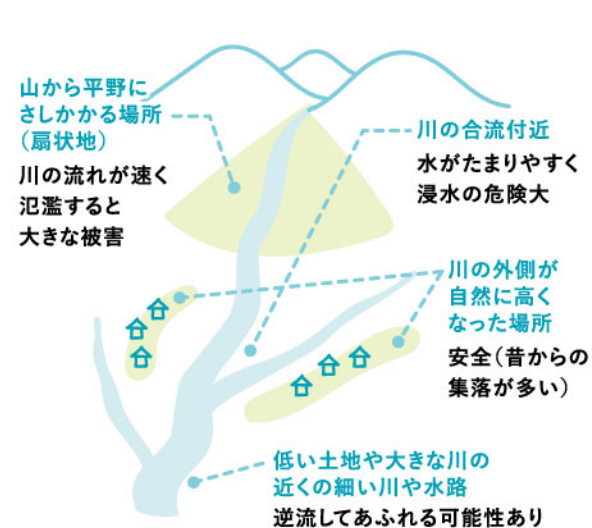 山から平野に
さしかかる場所
（扇状地）
川の流れが速く
氾濫すると
大きな被害
川の合流付近
水がたまりやすく
浸水の危険大
川の外側が
自然に高く
なった場所
安全（昔からの
集落が多い）
低い土地や大きな川の
近くの細い川や水路
逆流してあふれる可能性あり